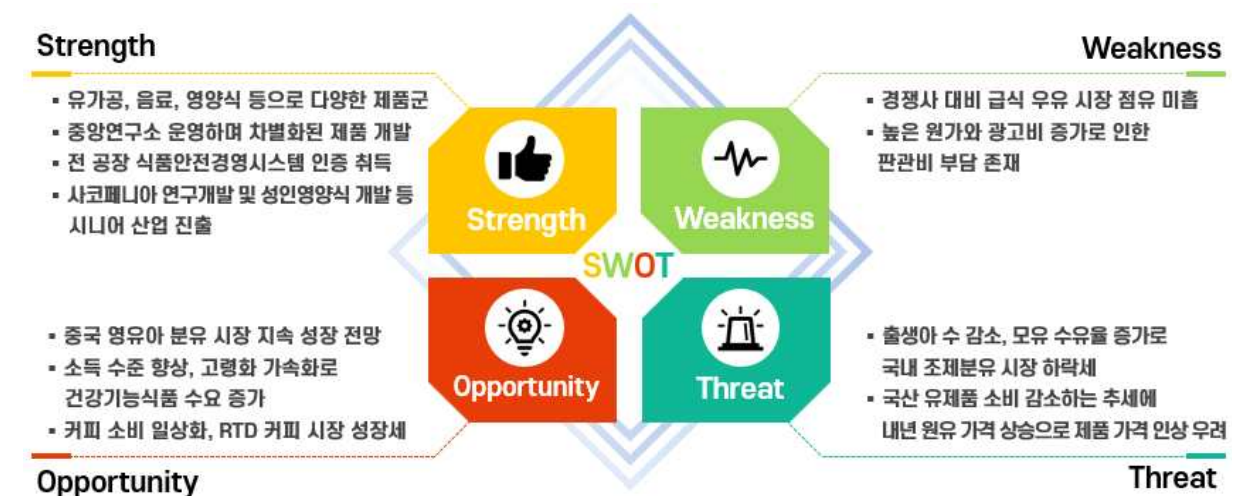 Strength
▪ 유가공, 음료, 영양식 등으로 다양한 제품군
▪ 중앙연구소 운영하며 차별화된 제품 개발
▪ 전 공장 식품안전경영시스템 인증 취득
▪ 사코페니아 연구개발 및 성인영양식 개발 등
시니어 산업 진출
Weakness
▪ 경쟁사 대비 급식 우유 시장 점유 미흡
▪ 높은 원가와 광고비 증가로 인한
판관비 부담 존재
Strength
Weakness
SWOT
Opportunity
Threat
▪ 중국 영유아 분유 시장 지속 성장 전망
▪ 소득 수준 향상, 고령화 가속화로
건강기능식품 수요 증가
▪ 커피 소비 일상화, RTD 커피 시장 성장세
Opportunity
▪ 출생아 수 감소, 모유 수유율 증가로
국내 조제분유 시장 하락세
▪ 국산 유제품 소비 감소하는 추세에
내년 원유 가격 상승으로 제품 가격 인상 우려
Threat